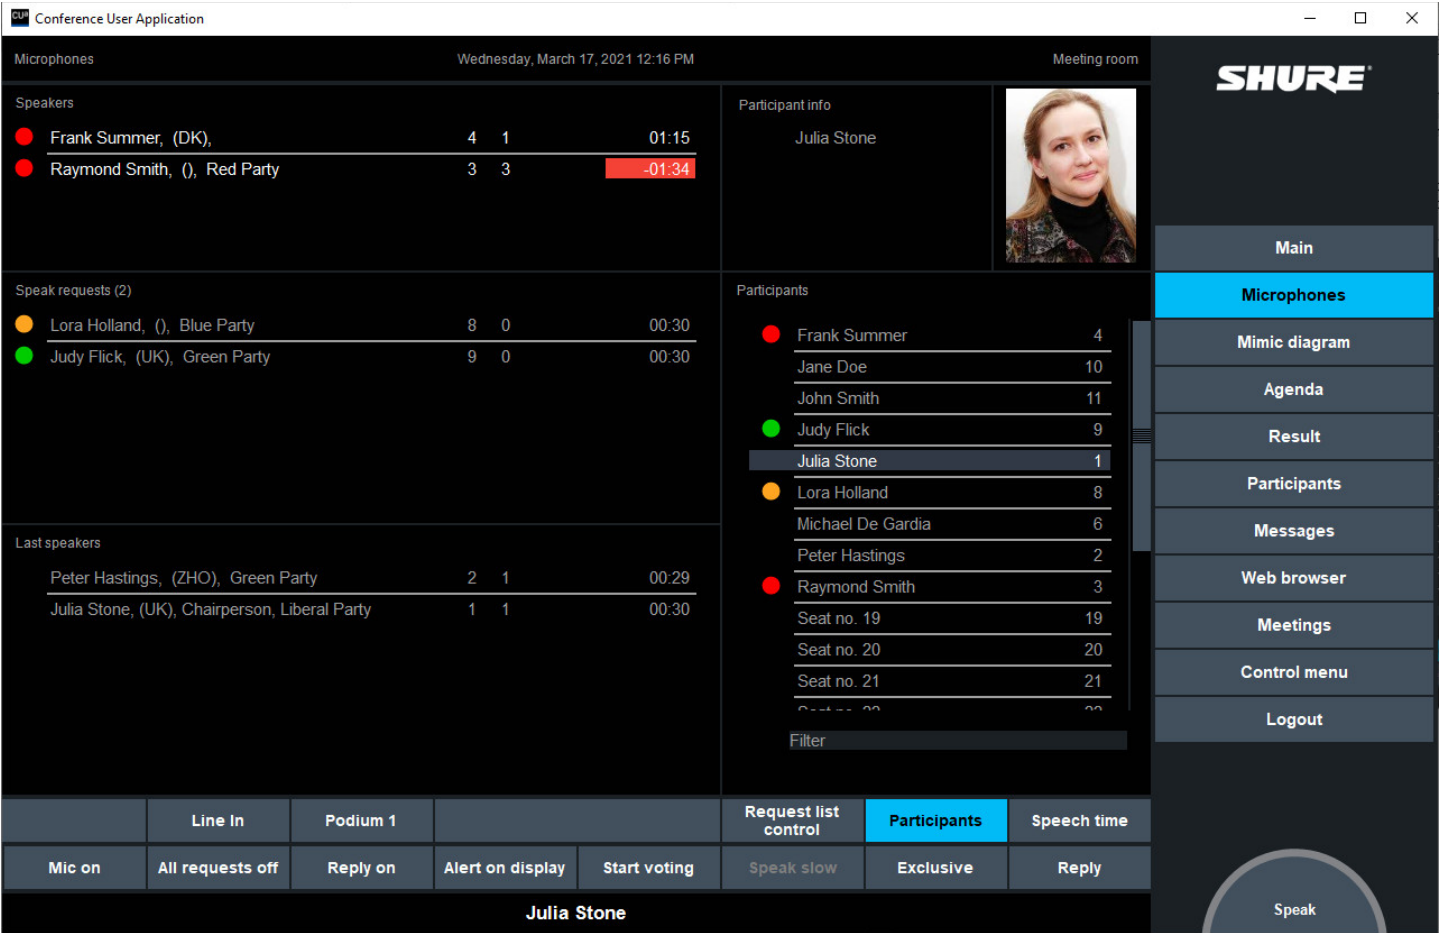 CUa Conference User Application
Microphones Wednesday, March 17, 2021 12:16 PM Meeting room
SHURE
Speakers
Frank Summer, (DK), 4 1 01:15
Raymond Smith, (), Red Party 3 3 -01:34
Participant info
Julia Stone
Speak requests (2)
Lora Holland, (), Blue Party 8 0 00:30
Judy Flick, (UK), Green Party 9 0 00:30
Last speakers
Peter Hastings, (ZHO), Green Party 2 1 00:29
Julia Stone, (UK), Chairperson, Liberal Party 1 1 00:30
Participants
Frank Summer 4
Jane Doe 10
John Smith 11
Judy Flick 9
Julia Stone 1
Lora Holland 8
Michael De Gardia 6
Peter Hastings 2
Raymond Smith 3
Seat no. 19 19
Seat no. 20 20
Seat no. 21 21
Filter
Main
Microphones
Mimic diagram
Agenda
Result
Participants
Messages
Web browser
Meetings
Control menu
Logout
Line In
Podium 1
Request list
control
Participants
Speech time
Mic on
All requests off
Reply on
Alert on display
Start voting
Speak slow
Exclusive
Reply
Julia Stone
Speak